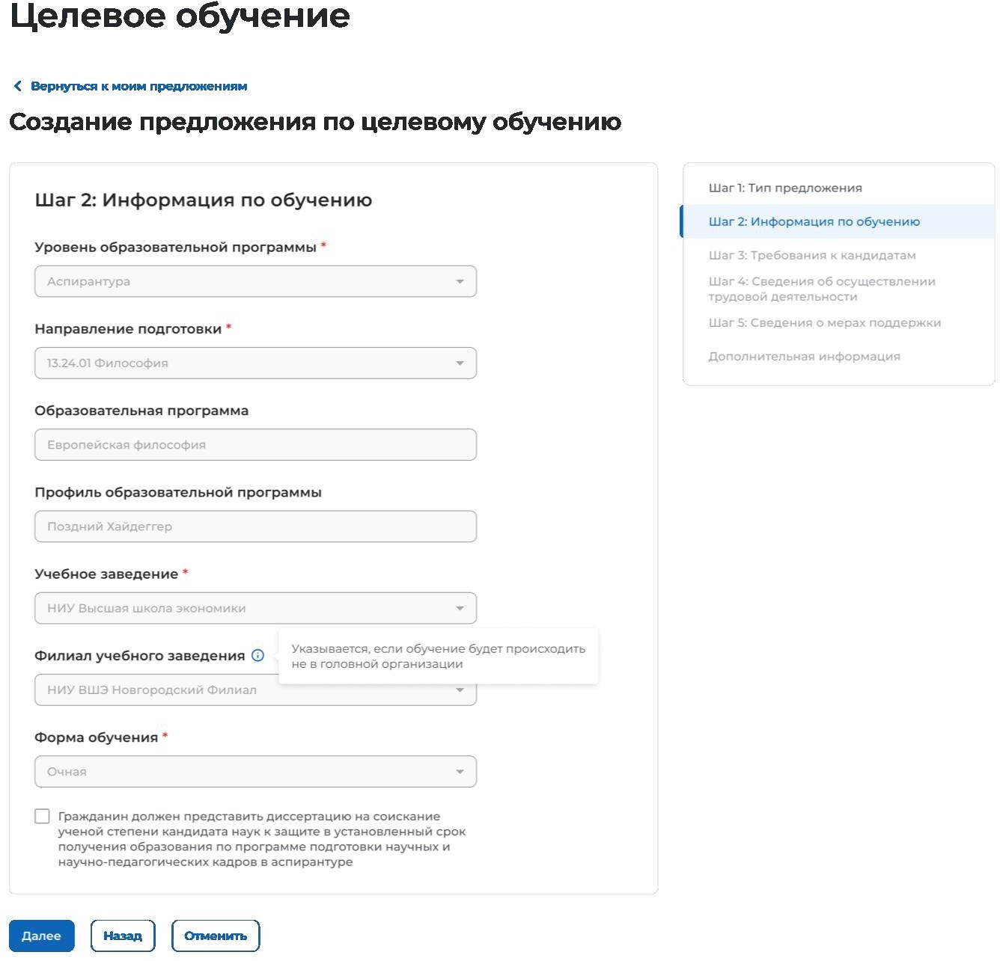 Целевое обучение
Вернуться к моим предложениям
Создание предложения по целевому обучению
Шаг 2: Информация по обучению
Уровень образовательной программы *
Аспирантура
Направление подготовки *
13.24.01 Философия
Образовательная программа
Европейская философия
Профиль образовательной программы
Поздний Хайдеггер
Учебное заведение *
НИУ Высшая школа экономики
Филиал учебного заведения
Указывается, если обучение будет происходить
не в головной организации
НИУ ВШЭ Новгородский Филиал
Форма обучения *
Очная
Гражданин должен представить диссертацию на соискание
ученой степени кандидата наук к защите в установленный срок
получения образования по программе подготовки научных и
научно-педагогических кадров в аспирантуре
Далее
Назад
Отменить
Шаг 1: Тип предложения
Шаг 2: Информация по обучению
Шаг 3: Требования к кандидатам
Шаг 4: Сведения об осуществлении
трудовой деятельности
Шаг 5: Сведения о мерах поддержки
Дополнительная информация